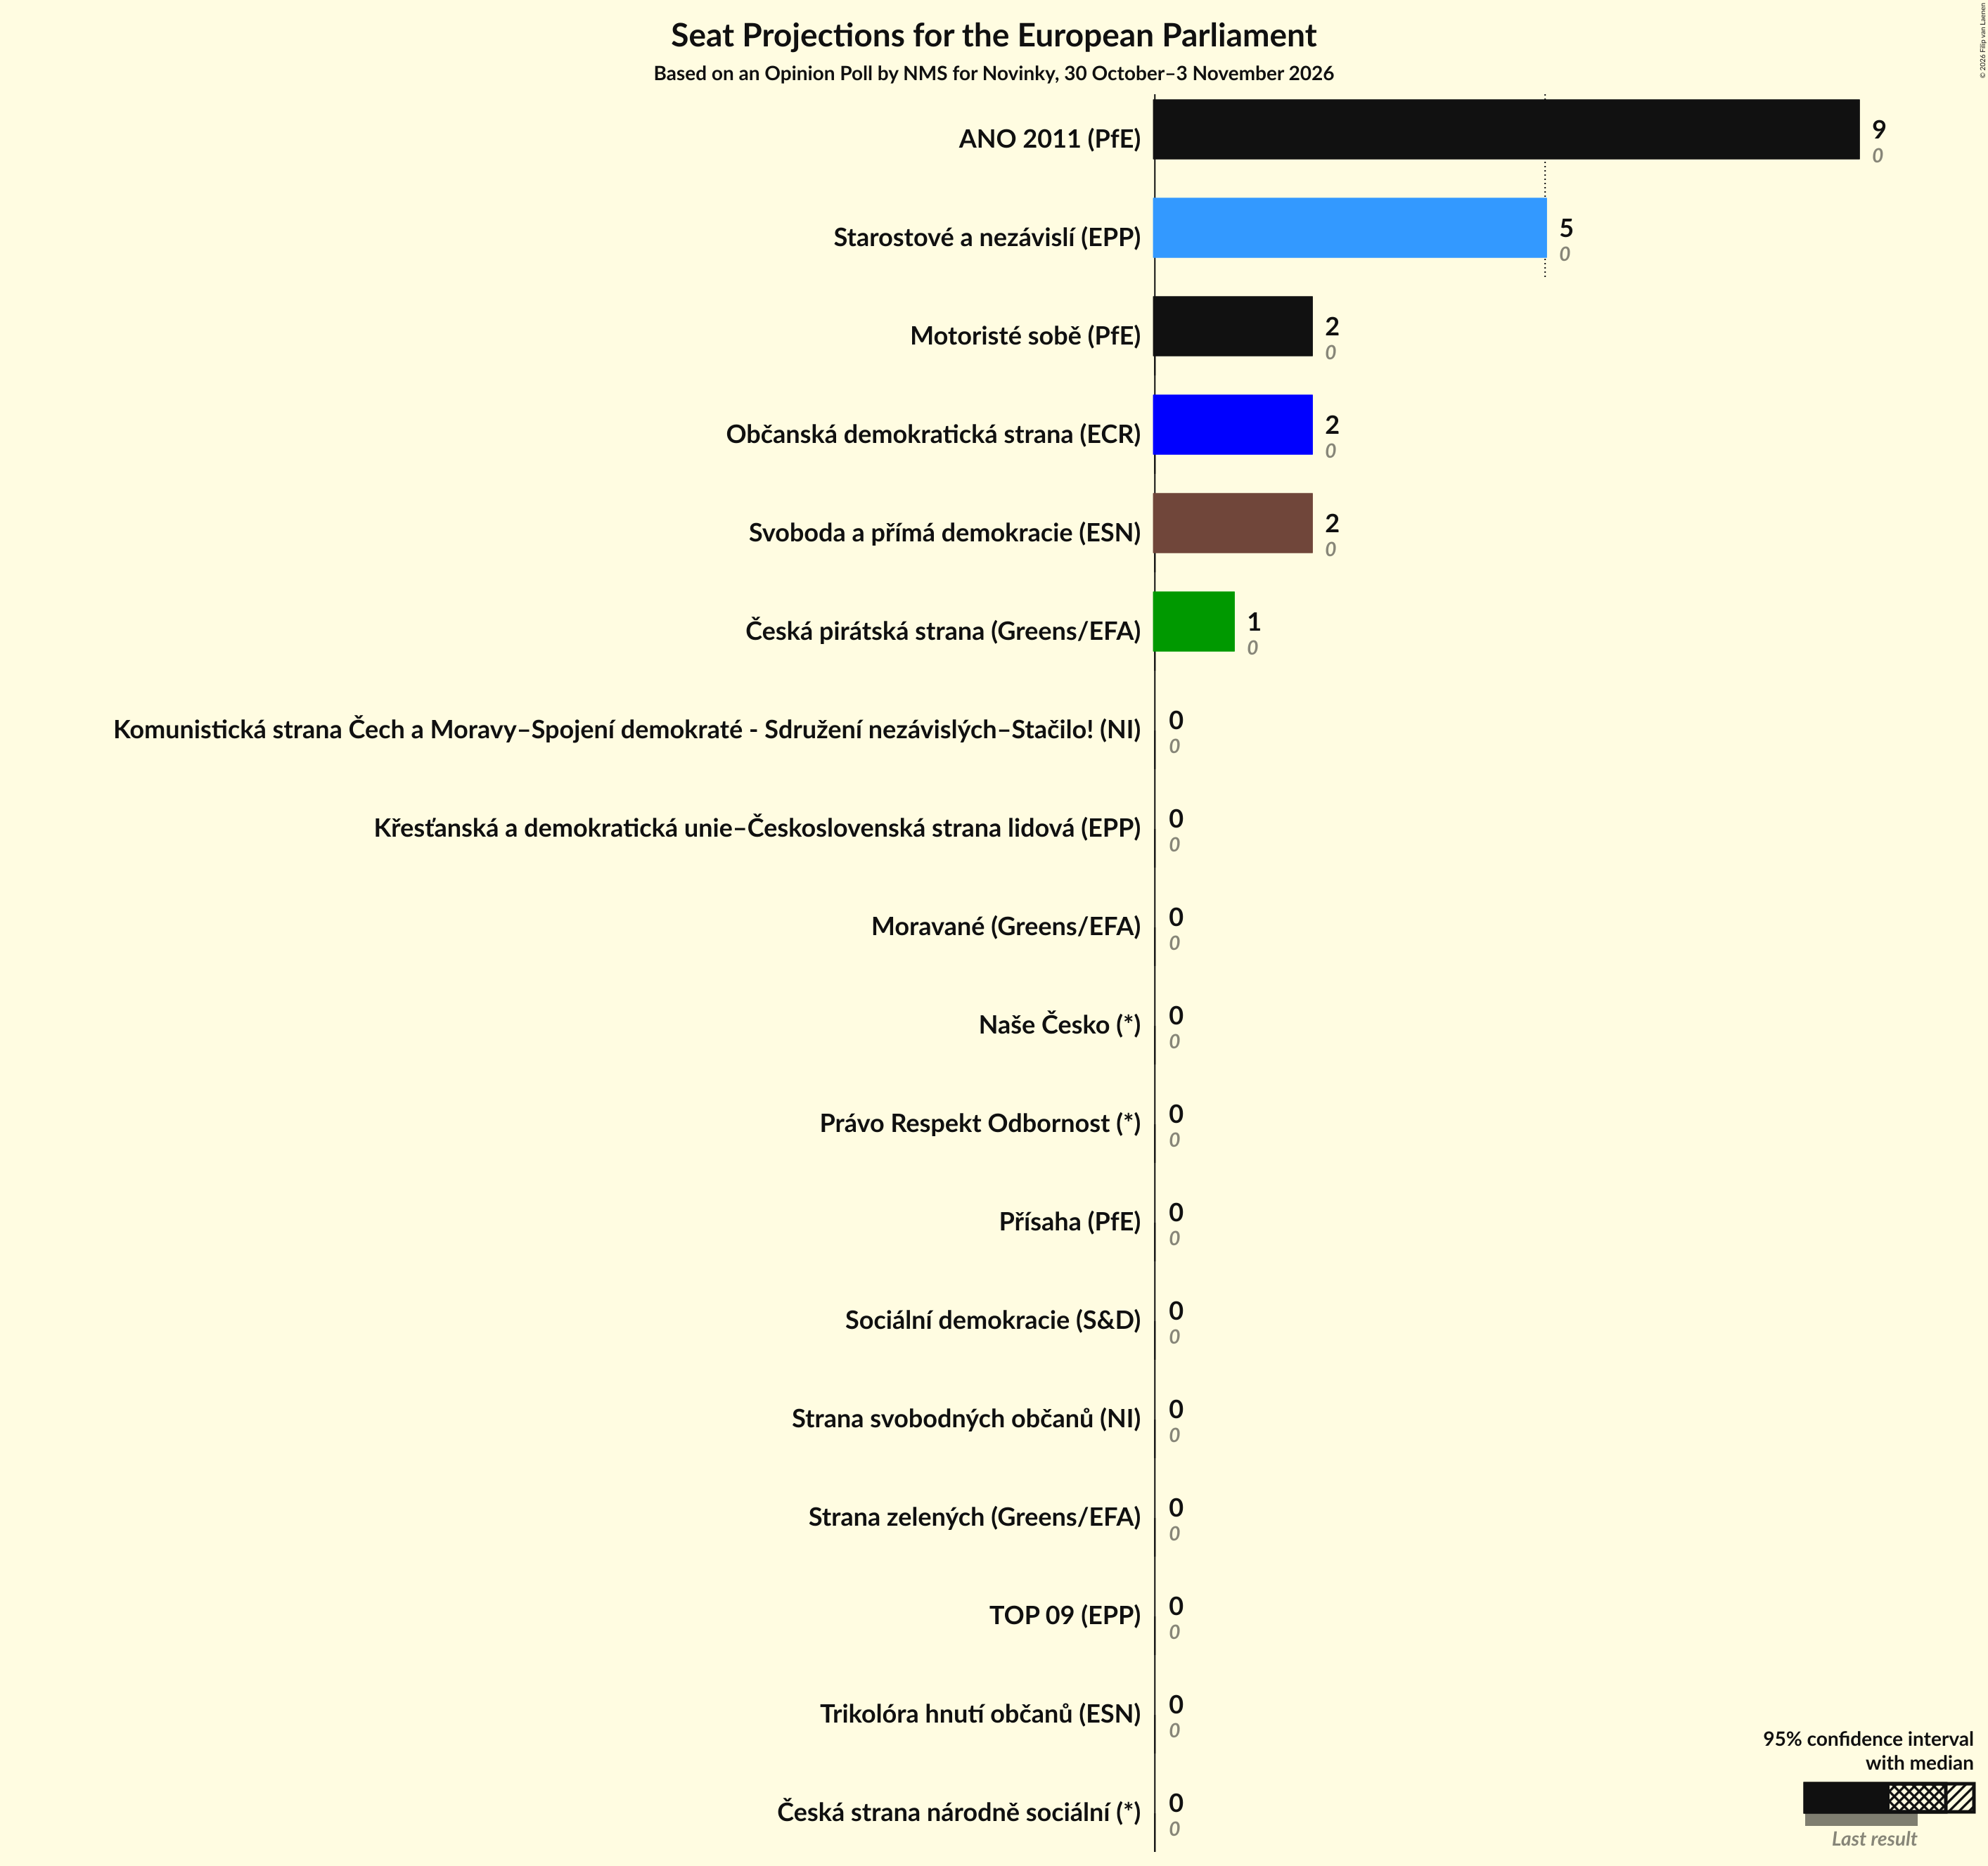 Seat Projections for the European Parliament
Based on an Opinion Poll by NMS for Novinky, 30 October–3 November 2026
© 2026 Filip van Laenen
ANO 2011 (PfE)
9
0
Starostové a nezávislí (EPP)
5
0
Motoristé sobě (PfE)
2
0
Občanská demokratická strana (ECR)
2
0
Svoboda a přímá demokracie (ESN)
2
0
Česká pirátská strana (Greens/EFA)
1
0
Komunistická strana Čech a Moravy–Spojení demokraté - Sdružení nezávislých–Stačilo! (NI)
0
0
Křesťanská a demokratická unie–Československá strana lidová (EPP)
0
0
Moravané (Greens/EFA)
0
0
Naše Česko (*)
0
0
Právo Respekt Odbornost (*)
0
0
Přísaha (PfE)
0
0
Sociální demokracie (S&D)
0
0
Strana svobodných občanů (NI)
0
0
Strana zelených (Greens/EFA)
0
0
TOP 09 (EPP)
0
0
Trikolóra hnutí občanů (ESN)
0
0
Česká strana národně sociální (*)
0
0
95% confidence interval
with median
Last result